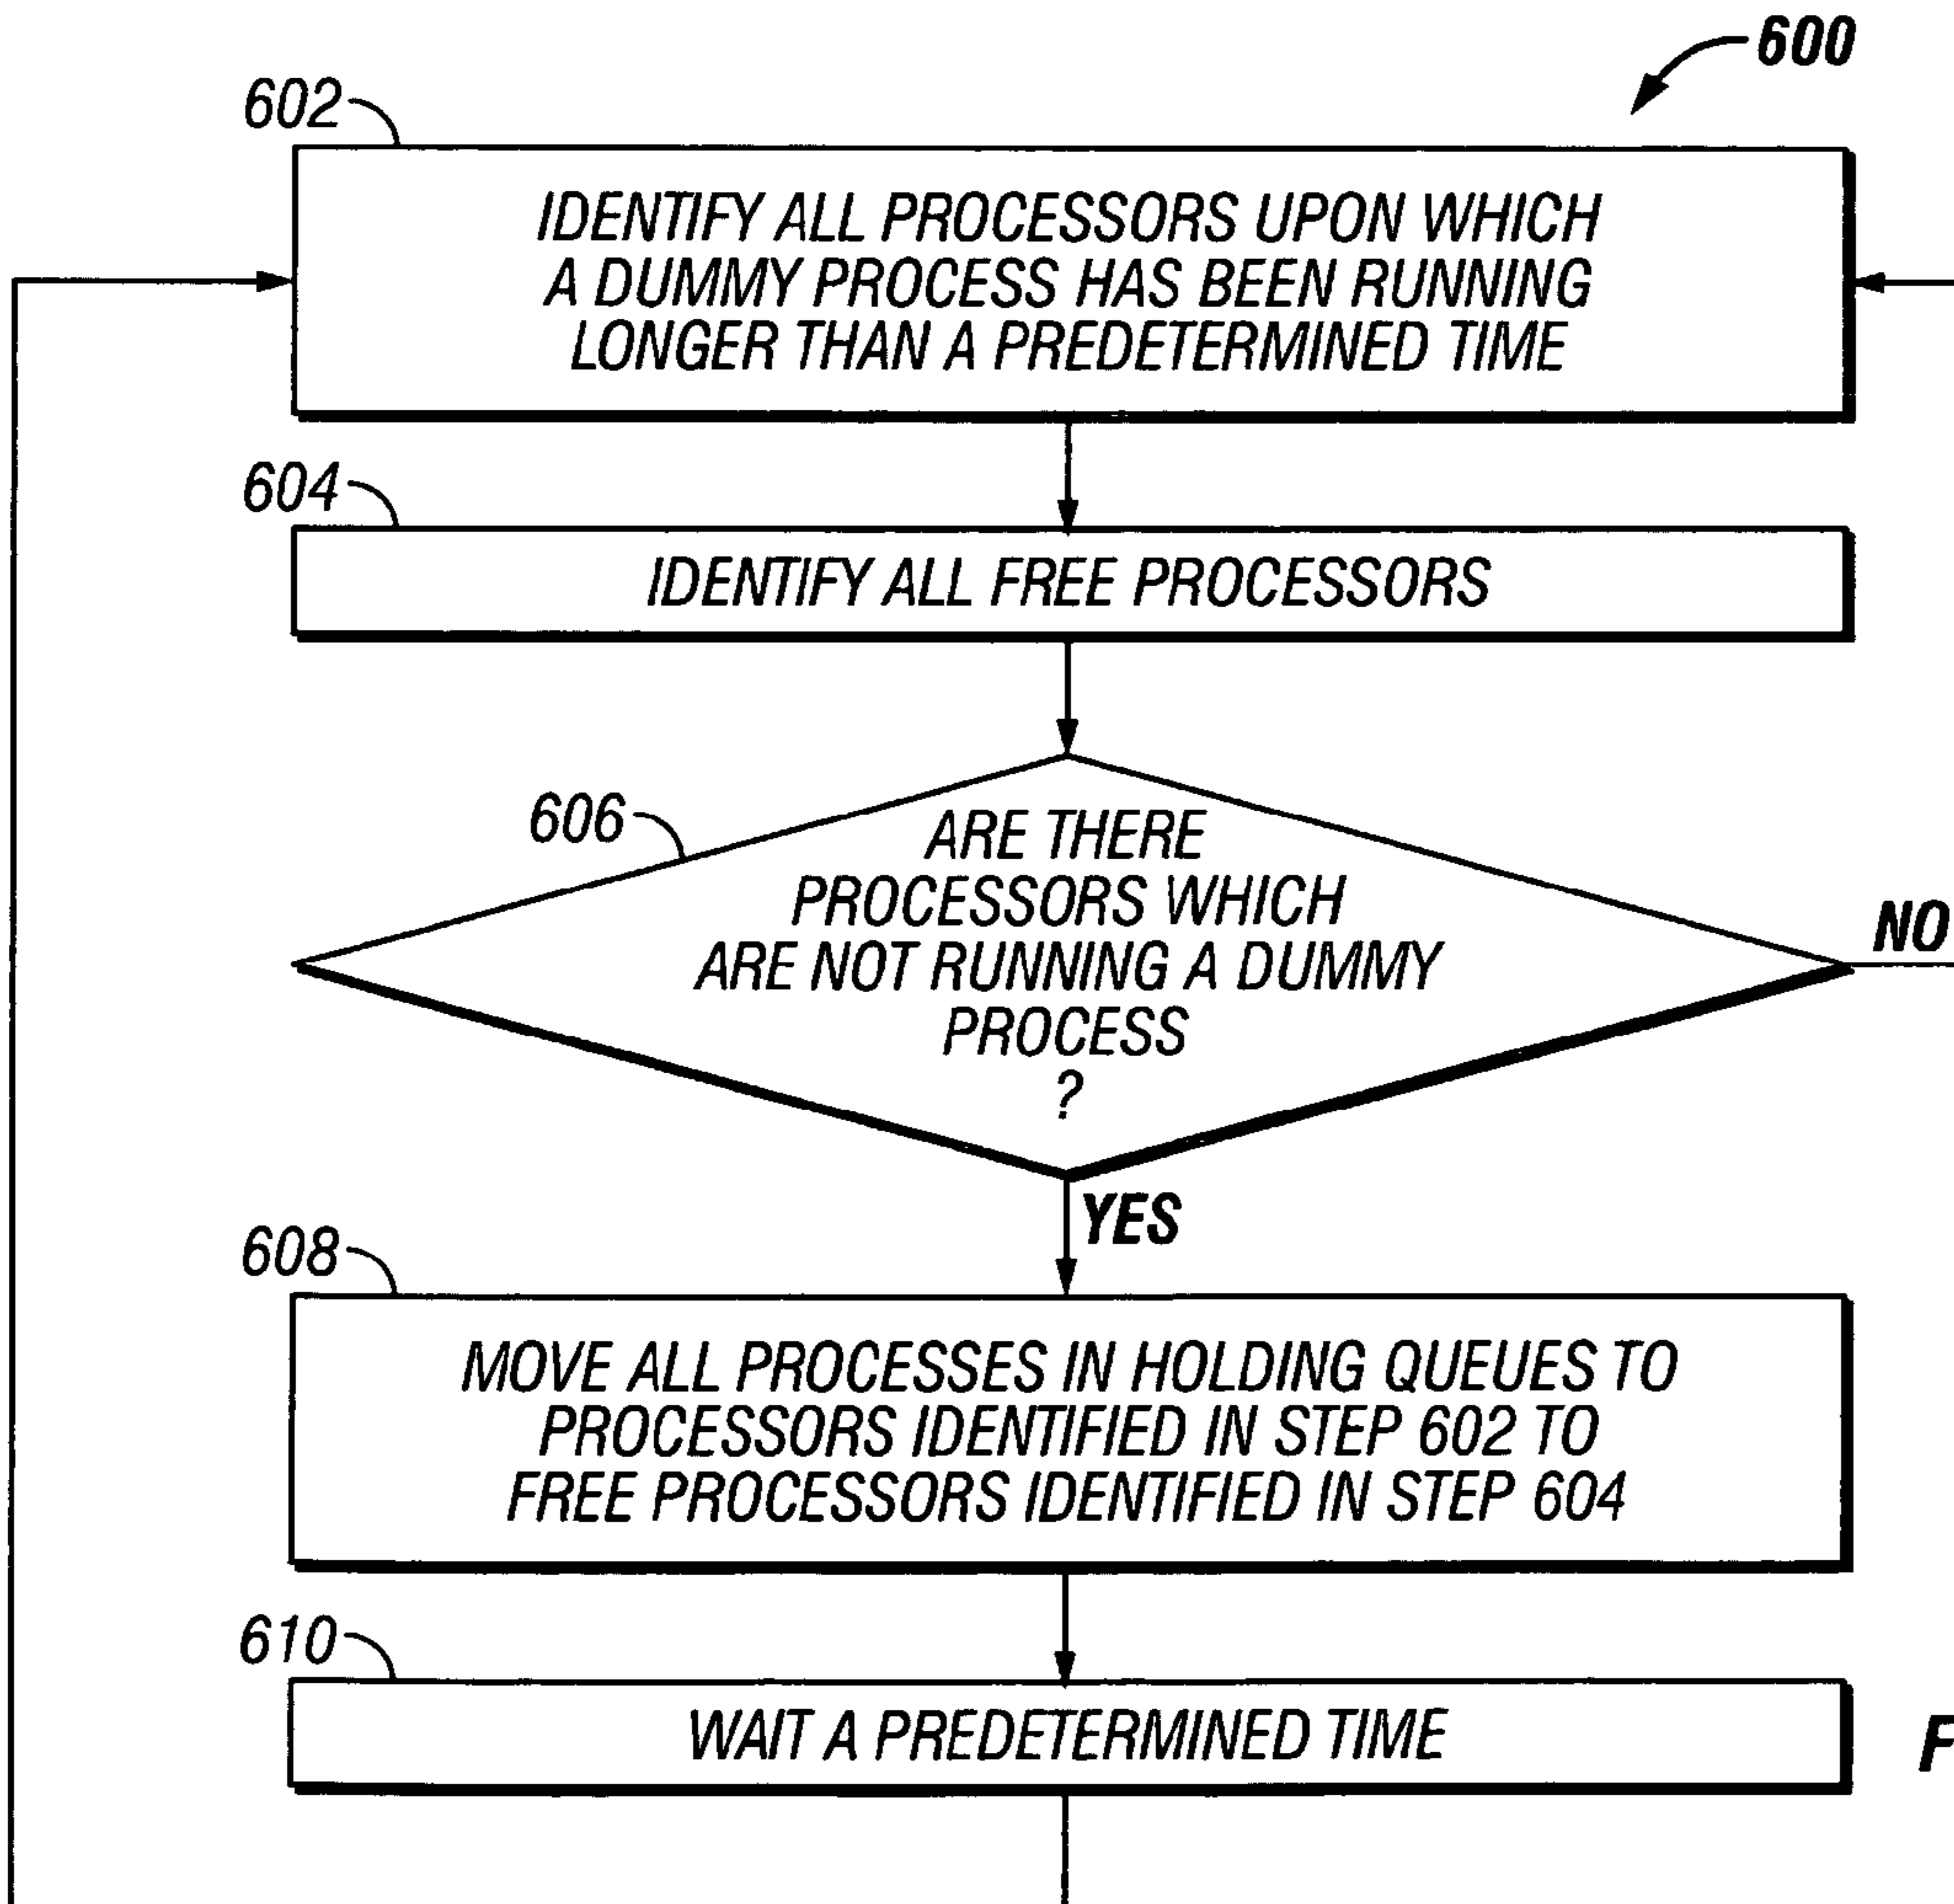 600
602
IDENTIFY ALL PROCESSORS UPON WHICH
A DUMMY PROCESS HAS BEEN RUNNING
LONGER THAN A PREDETERMINED TIME
604
IDENTIFY ALL FREE PROCESSORS
606
ARE THERE
PROCESSORS WHICH
ARE NOT RUNNING A DUMMY
PROCESS
?
NO
YES
608
MOVE ALL PROCESSES IN HOLDING QUEUES TO
PROCESSORS IDENTIFIED IN STEP 602 TO
FREE PROCESSORS IDENTIFIED IN STEP 604
610
WAIT A PREDETERMINED TIME
F